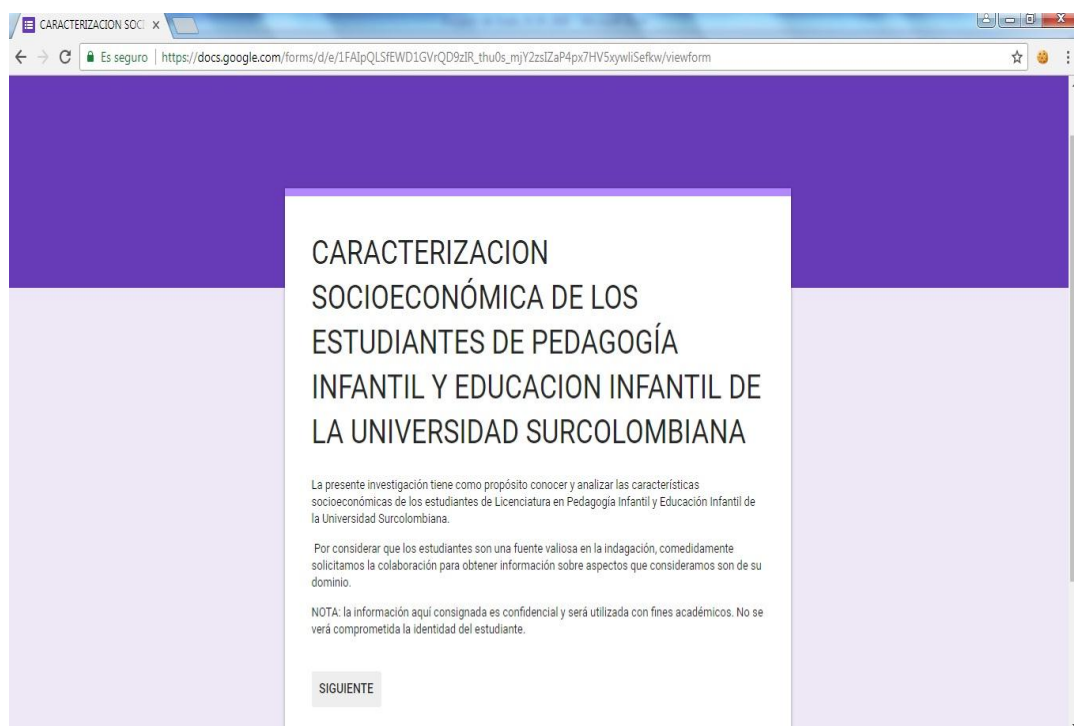 CARACTERIZACION SOCI
Es seguro
https://docs.google.com/forms/d/e/1FAIpQLSfEWD1GVrQD9zIR_thu0s_mjY2zsIZaP4px7HV5xywIiSefkw/viewform
CARACTERIZACION
SOCIOECONÓMICA DE LOS
ESTUDIANTES DE PEDAGOGÍA
INFANTIL Y EDUCACION INFANTIL DE
LA UNIVERSIDAD SURCOLOMBIANA
La presente investigación tiene como propósito conocer y analizar las características
socioeconómicas de los estudiantes de Licenciatura en Pedagogía Infantil y Educación Infantil de
la Universidad Surcolombiana.
Por considerar que los estudiantes son una fuente valiosa en la indagación, comedidamente
solicitamos la colaboración para obtener información sobre aspectos que consideramos son de su
dominio.
NOTA: la información aquí consignada es confidencial y será utilizada con fines académicos. No se
verá comprometida la identidad del estudiante.
SIGUIENTE